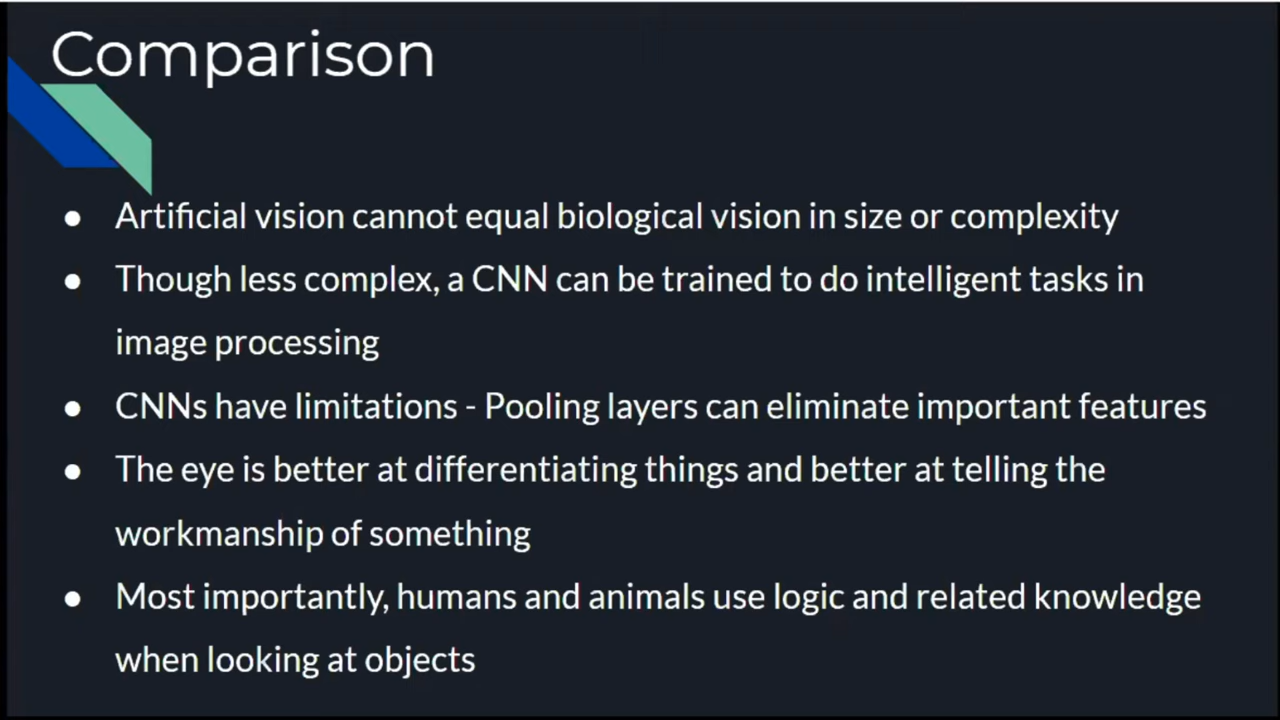 Comparison
● Artificial vision cannot equal biological vision in size or complexity
● Though less complex, a CNN can be trained to do intelligent tasks in
image processing
● CNNs have limitations - Pooling layers can eliminate important features
● The eye is better at differentiating things and better at telling the
workmanship of something
● Most importantly, humans and animals use logic and related knowledge
when looking at objects